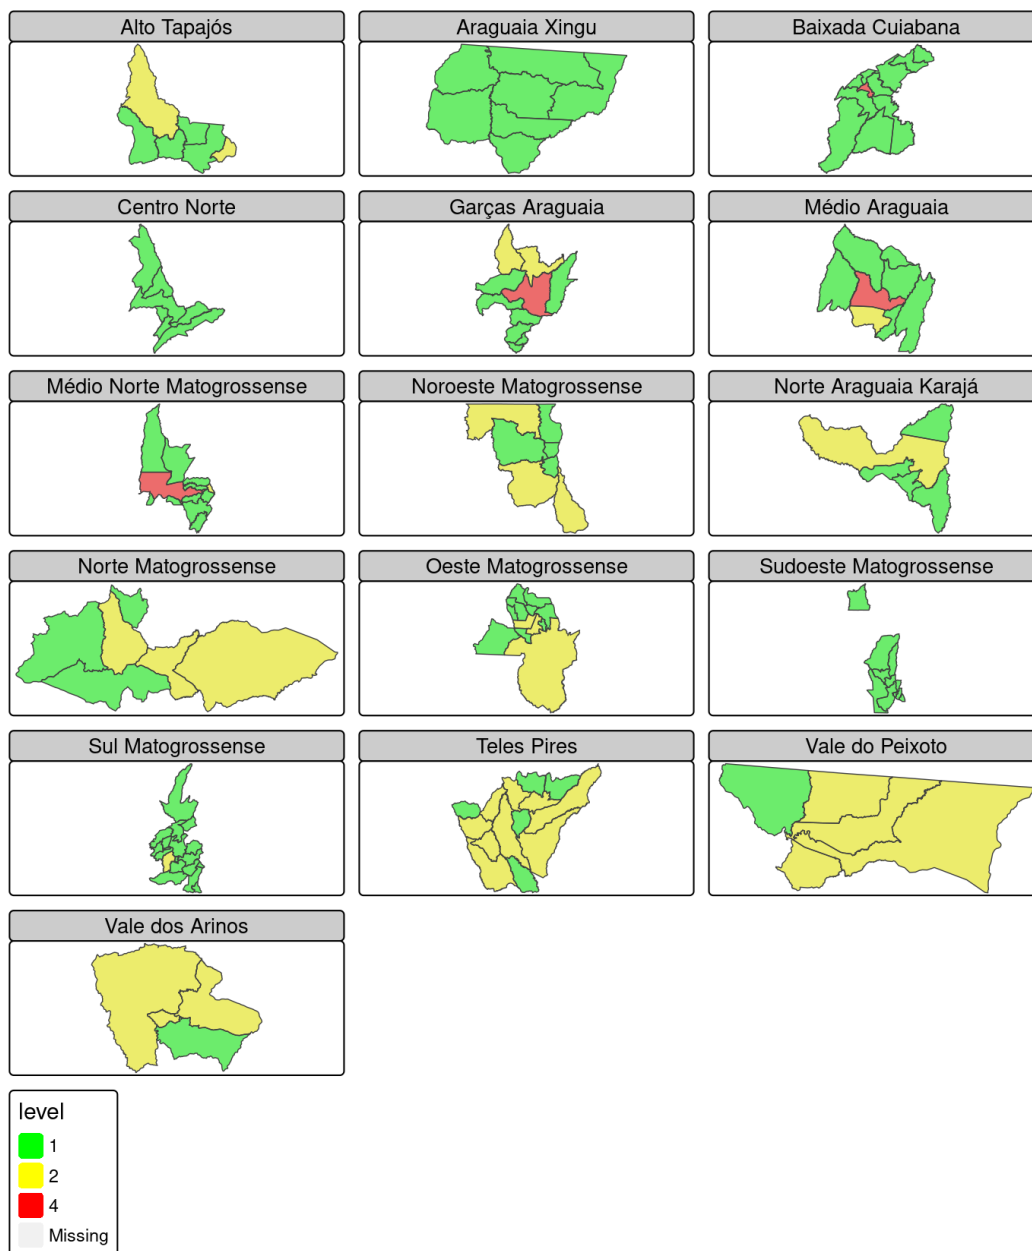 Alto Tapajós
Araguaia Xingu
Baixada Cuiabana
Centro Norte
Garças Araguaia
Médio Araguaia
Médio Norte Matogrossense
Noroeste Matogrossense
Norte Araguaia Karajá
Norte Matogrossense
Oeste Matogrossense
Sudoeste Matogrossense
Sul Matogrossense
Teles Pires
Vale do Peixoto
Vale dos Arinos
level
1
2
4
Missing